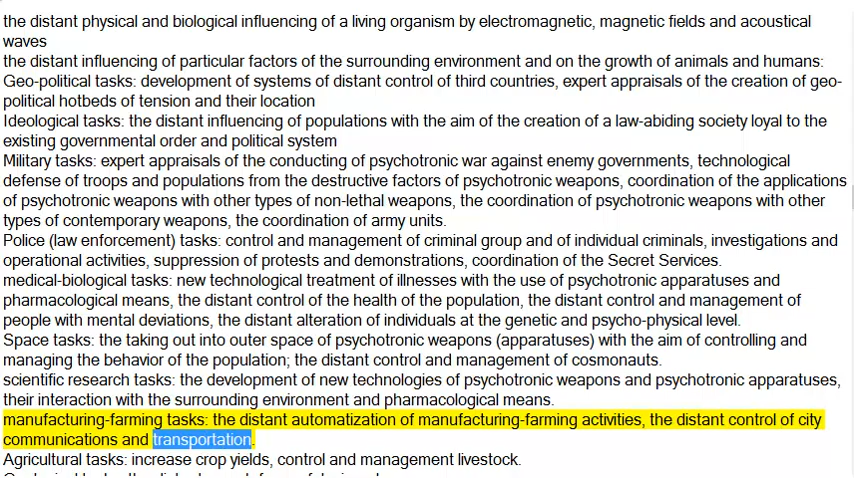 the distant physical and biological influencing of a living organism by electromagnetic, magnetic fields and acoustical
waves
the distant influencing of particular factors of the surrounding environment and on the growth of animals and humans:
Geo-political tasks: development of systems of distant control of third countries, expert appraisals of the creation of geo-
political hotbeds of tension and their location
Ideological tasks: the distant influencing of populations with the aim of the creation of a law-abiding society loyal to the
existing governmental order and political system
Military tasks: expert appraisals of the conducting of psychotronic war against enemy governments, technological
defense of troops and populations from the destructive factors of psychotronic weapons, coordination of the applications
of psychotronic weapons with other types of non-lethal weapons, the coordination of psychotronic weapons with other
types of contemporary weapons, the coordination of army units.
Police (law enforcement) tasks: control and management of criminal group and of individual criminals, investigations and
operational activities, suppression of protests and demonstrations, coordination of the Secret Services.
medical-biological tasks: new technological treatment of illnesses with the use of psychotronic apparatuses and
pharmacological means, the distant control of the health of the population, the distant control and management of
people with mental deviations, the distant alteration of individuals at the genetic and psycho-physical level.
Space tasks: the taking out into outer space of psychotronic weapons (apparatuses) with the aim of controlling and
managing the behavior of the population; the distant control and management of cosmonauts.
scientific research tasks: the development of new technologies of psychotronic weapons and psychotronic apparatuses,
their interaction with the surrounding environment and pharmacological means.
manufacturing-farming tasks: the distant automatization of manufacturing-farming activities, the distant control of city
communications and transportation.
Agricultural tasks: increase crop yields, control and management livestock.